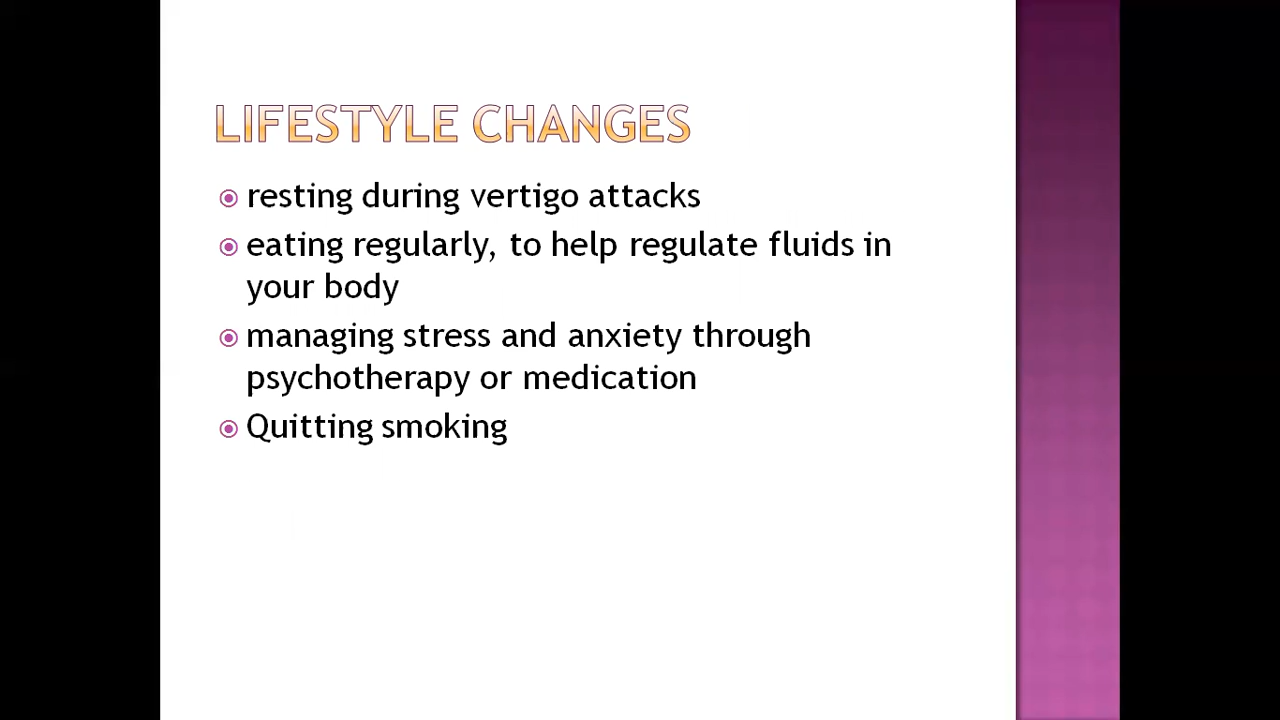 LIFESTYLE CHANGES
resting during vertigo attacks
eating regularly, to help regulate fluids in
your body
managing stress and anxiety through
psychotherapy or medication
Quitting smoking